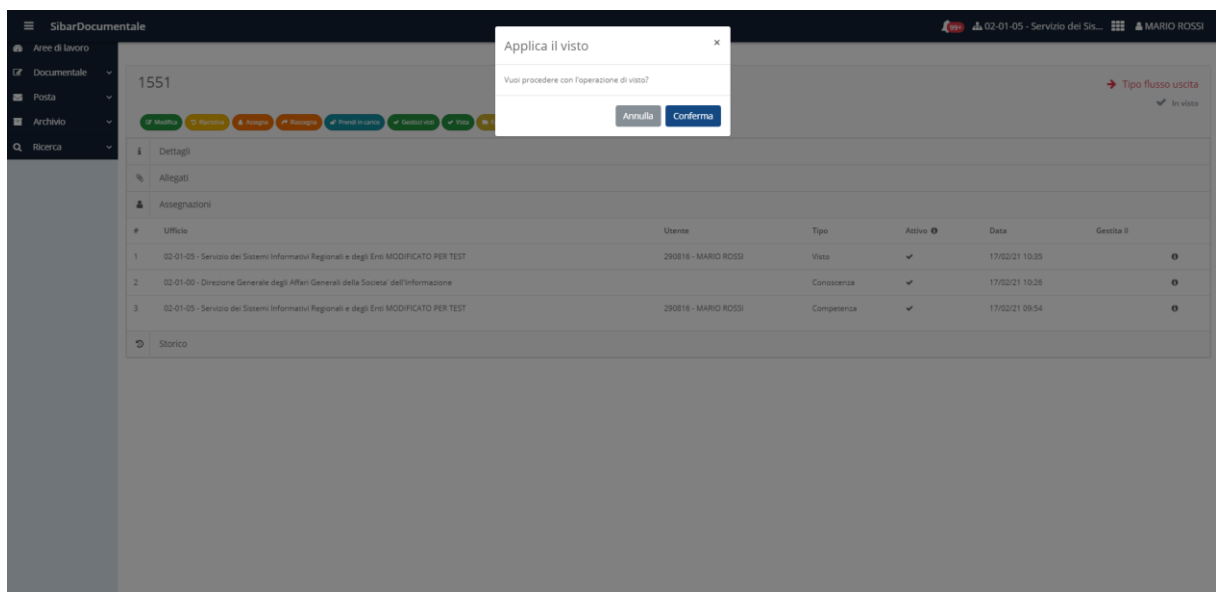 SibarDocumentale
99+ 02-01-05 - Servizio dei Sis... MARIO ROSSI
Aree di lavoro
Documentale
Posta
Archivio
Ricerca
Applica il visto ×
Vuoi procedere con l'operazione di visto?
Annulla Conferma
1551
Tipo flusso uscita
In visto
Modifica Ripristina Assegna Riassegna Prendi in carico Gestisci visti Visto
Dettagli
Allegati
Assegnazioni
# Ufficio Utente Tipo Attivo Data Gestita il
1 02-01-05 - Servizio dei Sistemi Informativi Regionali e degli Enti MODIFICATO PER TEST 290816 - MARIO ROSSI Visto 17/02/21 10:35
2 02-01-00 - Direzione Generale degli Affari Generali della Societa' dell'Informazione Conoscenza 17/02/21 10:26
3 02-01-05 - Servizio dei Sistemi Informativi Regionali e degli Enti MODIFICATO PER TEST 290816 - MARIO ROSSI Competenza 17/02/21 09:54
Storico